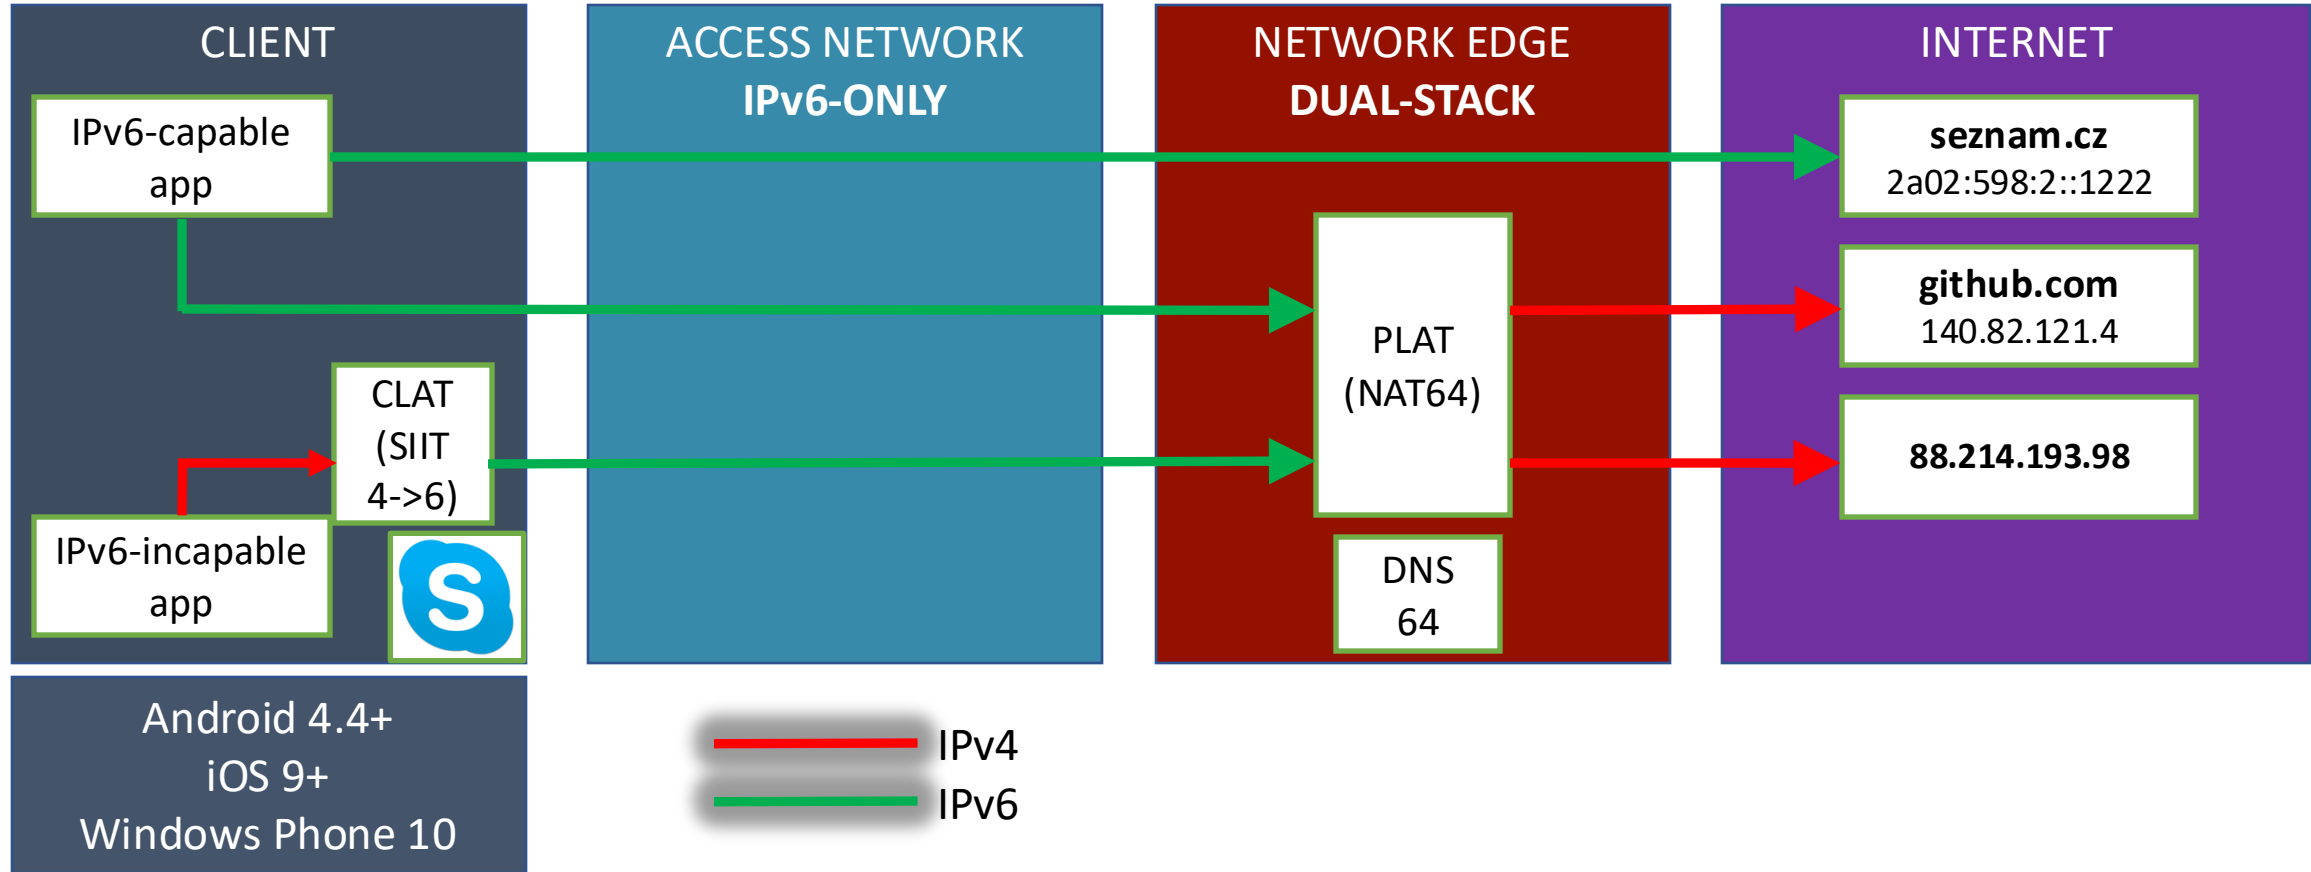 CLIENT
IPv6-capable
app
CLAT
(SIIT
4->6)
IPv6-incapable
app
S
Android 4.4+
iOS 9+
Windows Phone 10
ACCESS NETWORK
IPv6-ONLY
NETWORK EDGE
DUAL-STACK
PLAT
(NAT64)
DNS
64
INTERNET
seznam.cz
2a02:598:2::1222
github.com
140.82.121.4
88.214.193.98
IPv4
IPv6